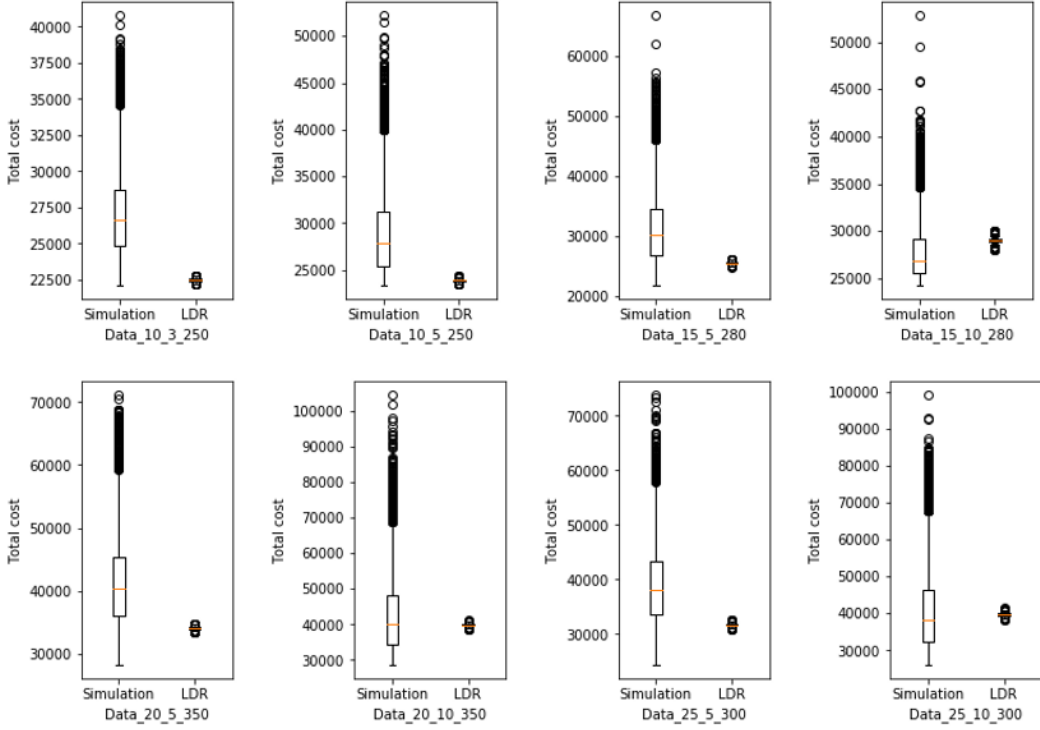 Total cost
40000
37500
35000
32500
30000
27500
25000
22500
Simulation LDR
Data_10_3_250
Total cost
50000
45000
40000
35000
30000
25000
Simulation LDR
Data_10_5_250
Total cost
60000
50000
40000
30000
20000
Simulation LDR
Data_15_5_280
Total cost
50000
45000
40000
35000
30000
25000
Simulation LDR
Data_15_10_280
Total cost
70000
60000
50000
40000
30000
Simulation LDR
Data_20_5_350
Total cost
100000
90000
80000
70000
60000
50000
40000
30000
Simulation LDR
Data_20_10_350
Total cost
70000
60000
50000
40000
30000
Simulation LDR
Data_25_5_300
Total cost
100000
90000
80000
70000
60000
50000
40000
30000
Simulation LDR
Data_25_10_300